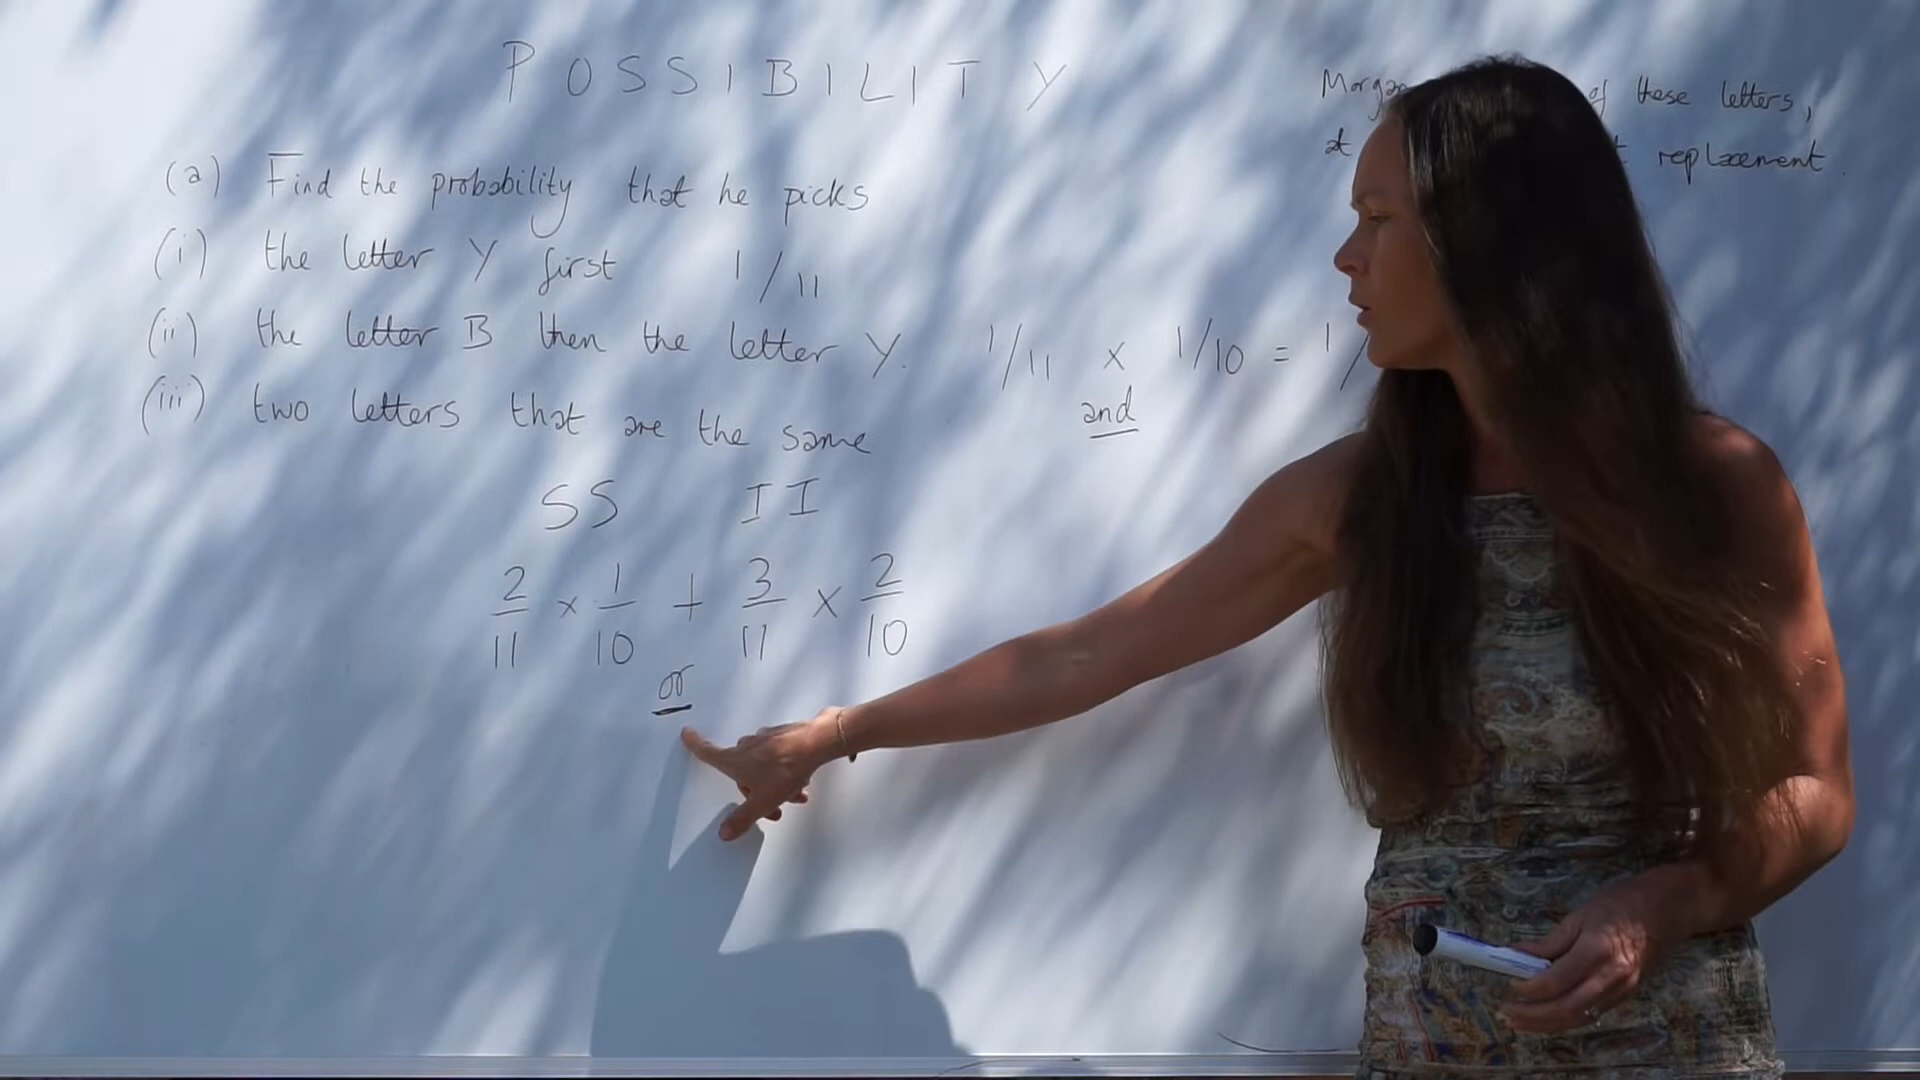 P O S S I B I L I T Y
Morgan of these letters,
at replacement.
(a) Find the probability that he picks
(i) the letter Y first 1/11
(ii) the letter B then the letter Y. 1/11 x 1/10 = 1/
and
(iii) two letters that are the same
SS II
2/11 x 1/10 + 3/11 x 2/10
or